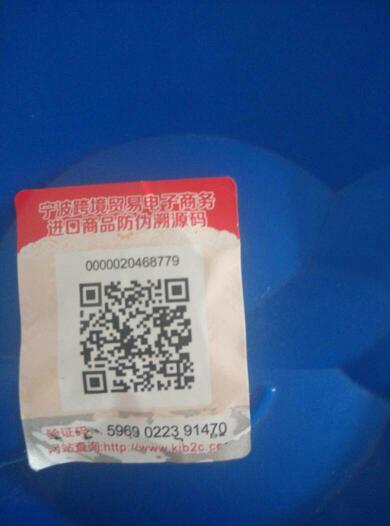 宁波跨境贸易电子商务
进口商品防伪溯源码
0000020468779
验证码: 5969 0223 91470
网站查询:http://www.kjb2c.co